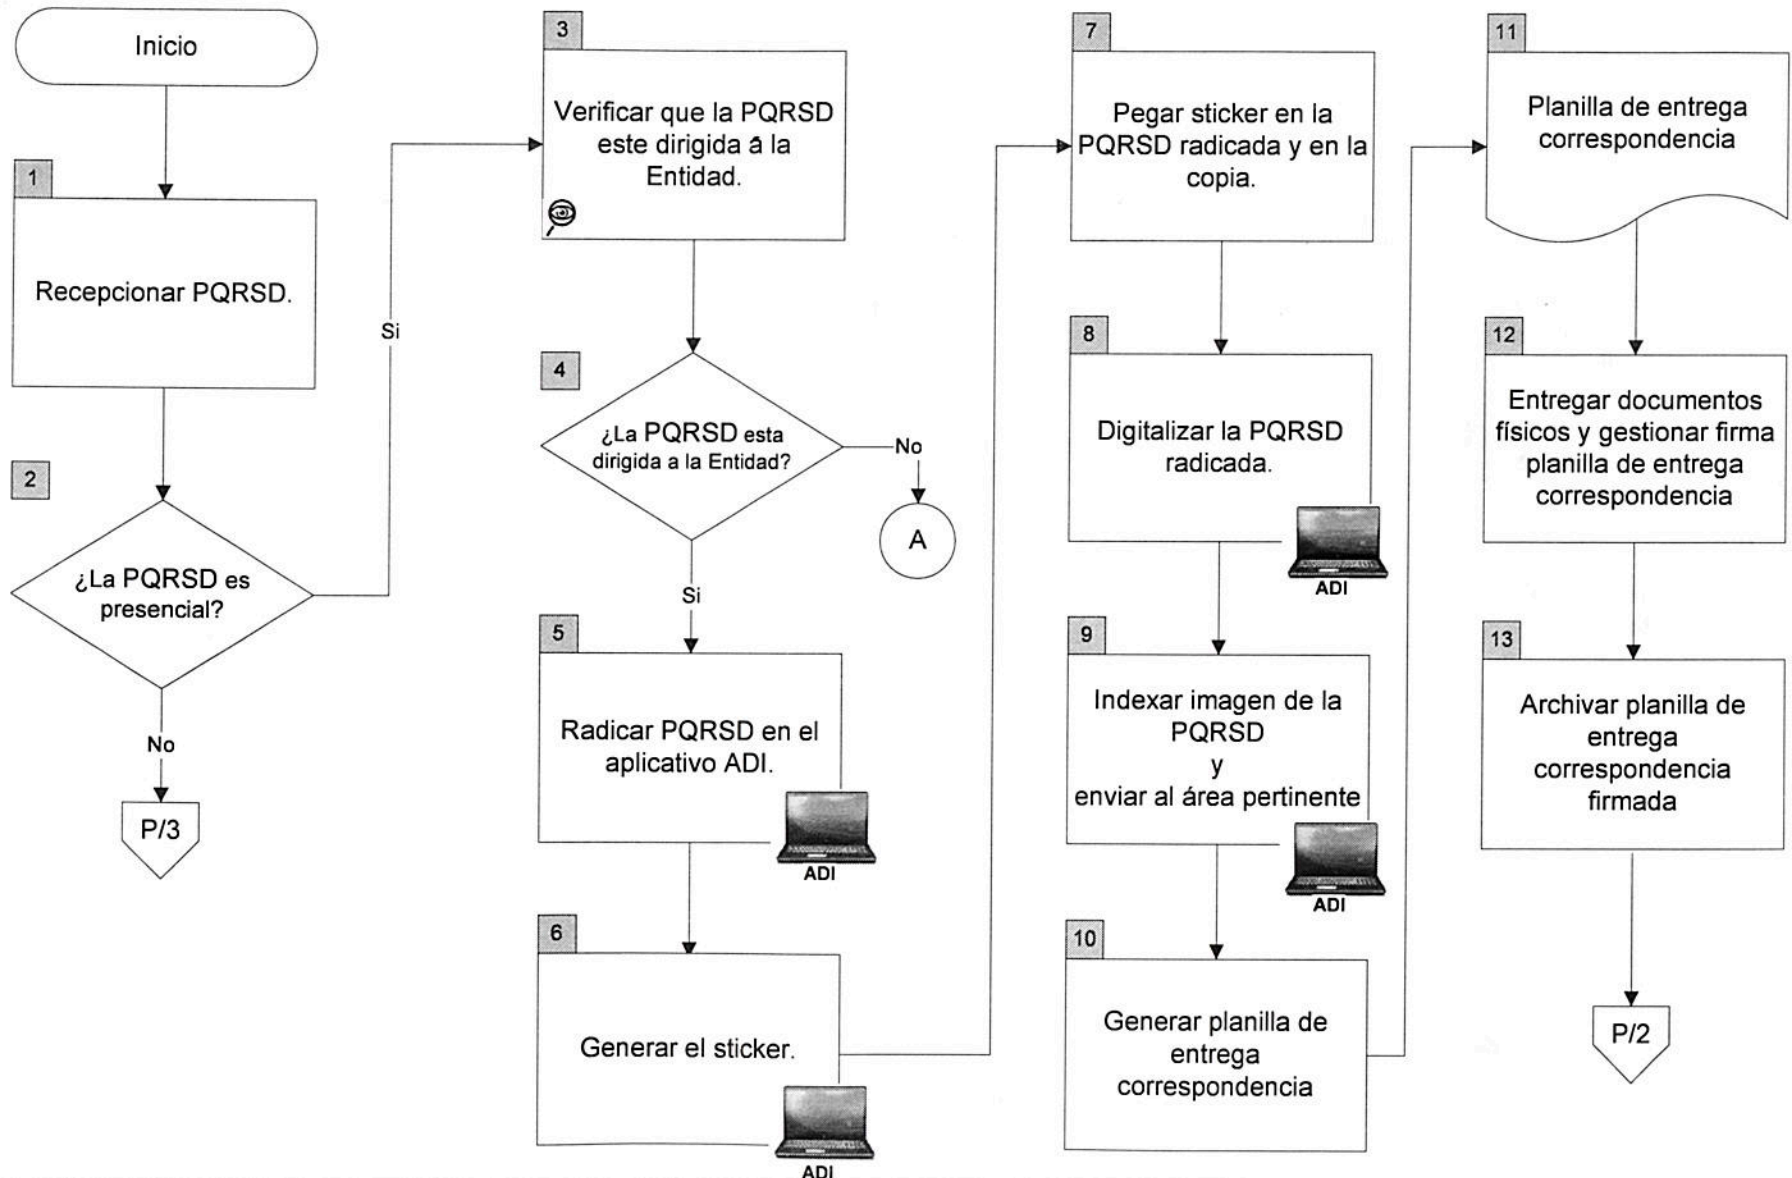 Inicio
1
Recepcionar PQRSD.
2
¿La PQRSD es
presencial?
No
P/3
Si
3
Verificar que la PQRSD
este dirigida á la
Entidad.
4
¿La PQRSD esta
dirigida a la Entidad?
No
A
Si
5
Radicar PQRSD en el
aplicativo ADI.
ADI
6
Generar el sticker.
ADI
7
Pegar sticker en la
PQRSD radicada y en la
copia.
8
Digitalizar la PQRSD
radicada.
ADI
9
Indexar imagen de la
PQRSD
y
enviar al área pertinente
ADI
10
Generar planilla de
entrega
correspondencia
11
Planilla de entrega
correspondencia
12
Entregar documentos
físicos y gestionar firma
planilla de entrega
correspondencia
13
Archivar planilla de
entrega
correspondencia
firmada
P/2